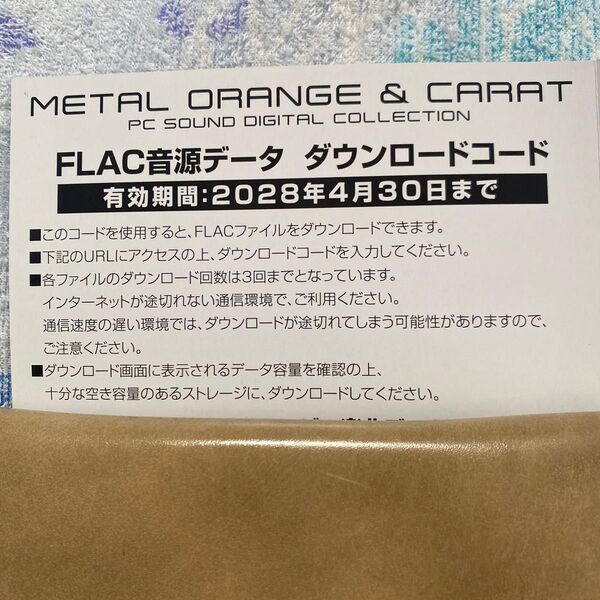 METAL ORANGE & CARAT
PC SOUND DIGITAL COLLECTION
FLAC音源データ ダウンロードコード
有効期間:2028年4月30日まで
■このコードを使用すると、FLACファイルをダウンロードできます。
■下記のURLにアクセスの上、ダウンロードコードを入力してください。
■各ファイルのダウンロード回数は3回までとなっています。
インターネットが途切れない通信環境で、ご利用ください。
通信速度の遅い環境では、ダウンロードが途切れてしまう可能性がありますので、
ご注意ください。
■ダウンロード画面に表示されるデータ容量を確認の上、
十分な空き容量のあるストレージに、ダウンロードしてください。